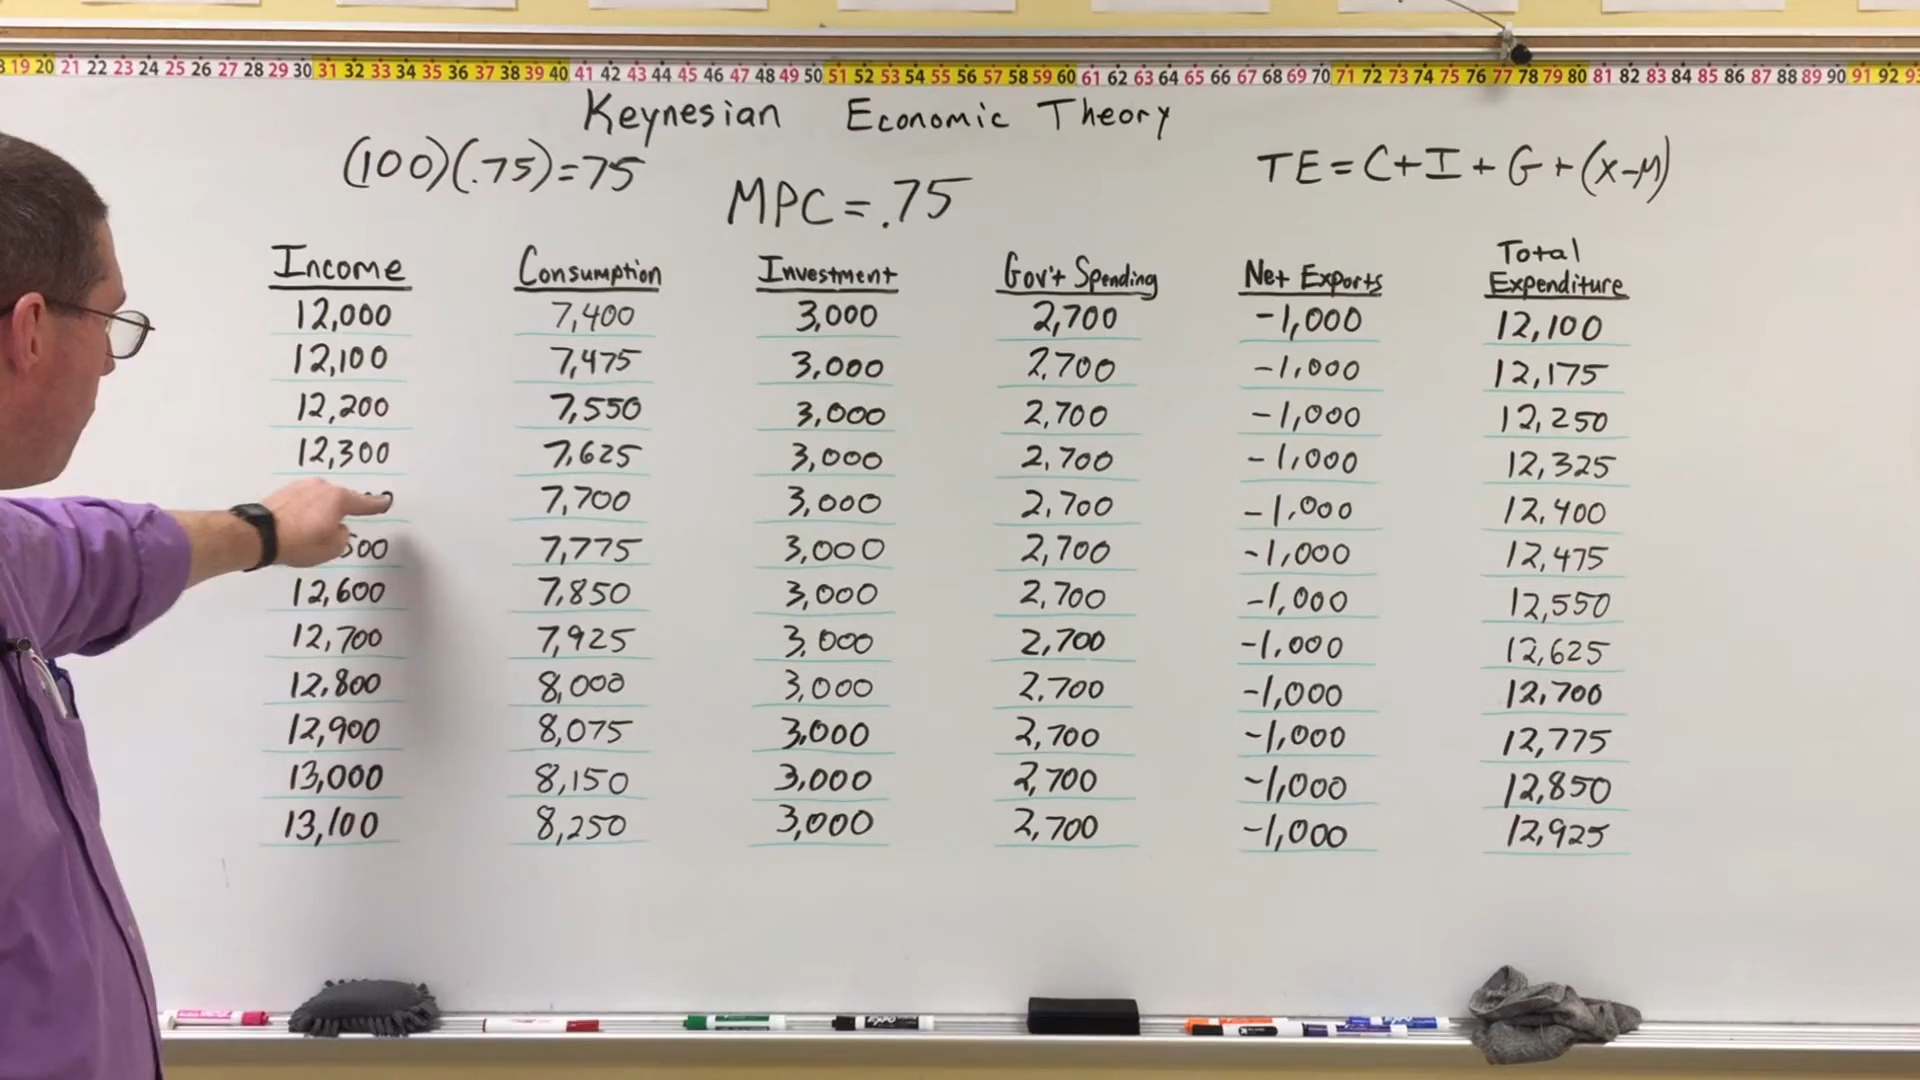 19 20 21 22 23 24 25 26 27 28 29 30 31 32 33 34 35 36 37 38 39 40 41 42 43 44 45 46 47 48 49 50 51 52 53 54 55 56 57 58 59 60 61 62 63 64 65 66 67 68 69 70 71 72 73 74 75 76 77 78 79 80 81 82 83 84 85 86 87 88 89 90 91 92
Keynesian Economic Theory
(100)(.75)=75
MPC=.75
TE=C+I+G+(X-M)
Income Consumption Investment Gov't Spending Net Exports Total Expenditure
12,000 7,400 3,000 2,700 -1,000 12,100
12,100 7,475 3,000 2,700 -1,000 12,175
12,200 7,550 3,000 2,700 -1,000 12,250
12,300 7,625 3,000 2,700 -1,000 12,325
7,700 3,000 2,700 -1,000 12,400
500 7,775 3,000 2,700 -1,000 12,475
12,600 7,850 3,000 2,700 -1,000 12,550
12,700 7,925 3,000 2,700 -1,000 12,625
12,800 8,000 3,000 2,700 -1,000 12,700
12,900 8,075 3,000 2,700 -1,000 12,775
13,000 8,150 3,000 2,700 -1,000 12,850
13,100 8,250 3,000 2,700 -1,000 12,925